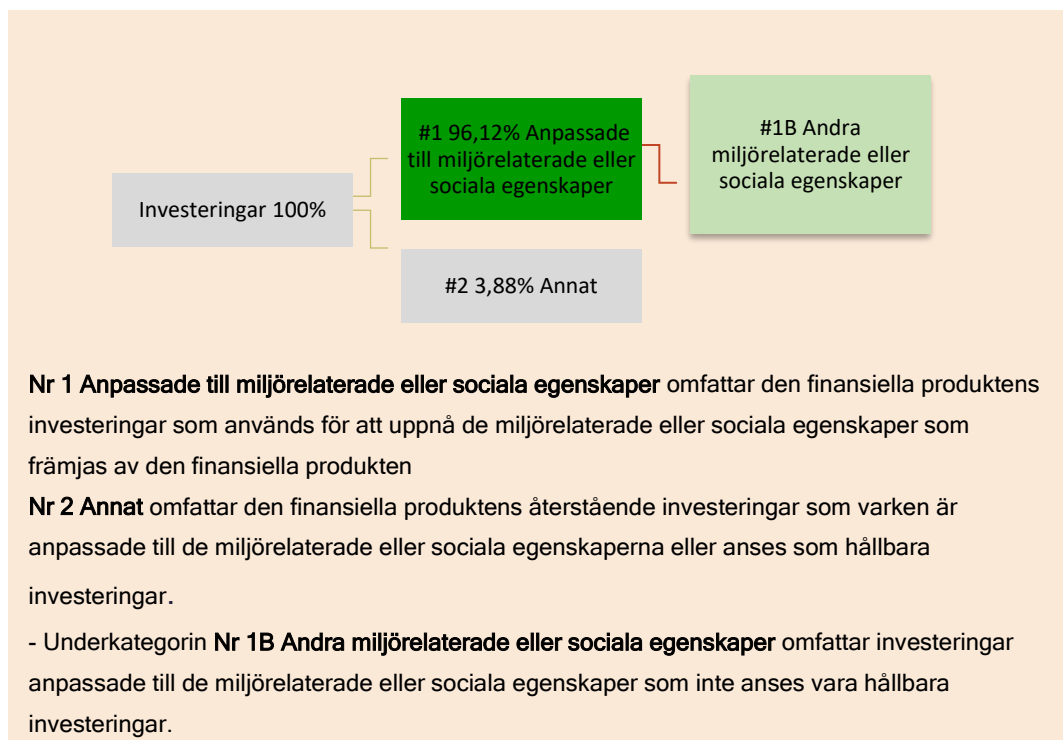 #1 96,12% Anpassade
till miljörelaterade eller
sociala egenskaper
#1B Andra
miljörelaterade eller
sociala egenskaper
Investeringar 100%
#2 3,88% Annat
Nr 1 Anpassade till miljörelaterade eller sociala egenskaper omfattar den finansiella produktens
investeringar som används för att uppnå de miljörelaterade eller sociala egenskaper som
främjas av den finansiella produkten
Nr 2 Annat omfattar den finansiella produktens återstående investeringar som varken är
anpassade till de miljörelaterade eller sociala egenskaperna eller anses som hållbara
investeringar.
- Underkategorin Nr 1B Andra miljörelaterade eller sociala egenskaper omfattar investeringar
anpassade till de miljörelaterade eller sociala egenskaper som inte anses vara hållbara
investeringar.